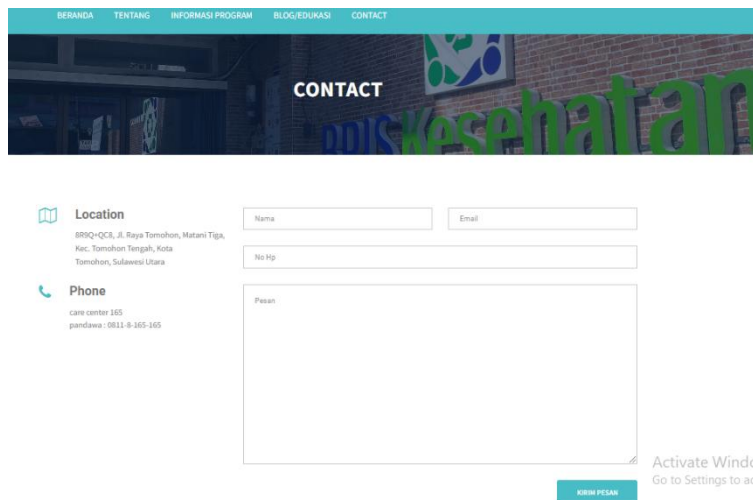 BERANDA TENTANG INFORMASI PROGRAM BLOG/EDUKASI CONTACT
CONTACT
BPJS Kesehatan
Location
8R9Q+QC8, Jl. Raya Tomohon, Matani Tiga,
Kec. Tomohon Tengah, Kota
Tomohon, Sulawesi Utara
Phone
care center 165
pandawa : 0811-8-165-165
Nama
Email
No Hp
Pesan
KIRIM PESAN
Activate Windo
Go to Settings to ac